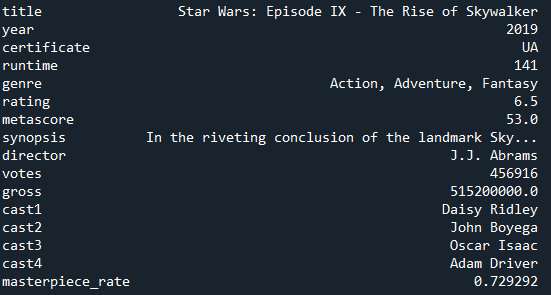 title Star Wars: Episode IX - The Rise of Skywalker
year 2019
certificate UA
runtime 141
genre Action, Adventure, Fantasy
rating 6.5
metascore 53.0
synopsis In the riveting conclusion of the landmark Sky...
director J.J. Abrams
votes 456916
gross 515200000.0
cast1 Daisy Ridley
cast2 John Boyega
cast3 Oscar Isaac
cast4 Adam Driver
masterpiece_rate 0.729292